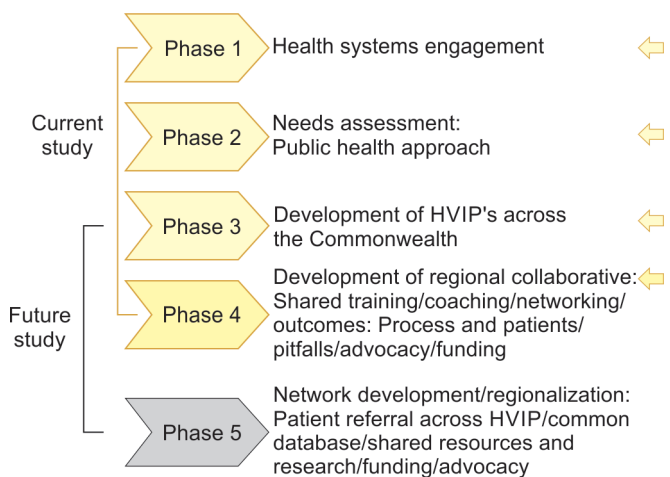 Phase 1
Health systems engagement
Current
study
Phase 2
Needs assessment:
Public health approach
Phase 3
Development of HVIP's across
the Commonwealth
Future
study
Phase 4
Development of regional collaborative:
Shared training/coaching/networking/
outcomes: Process and patients/
pitfalls/advocacy/funding
Phase 5
Network development/regionalization:
Patient referral across HVIP/common
database/shared resources and
research/funding/advocacy